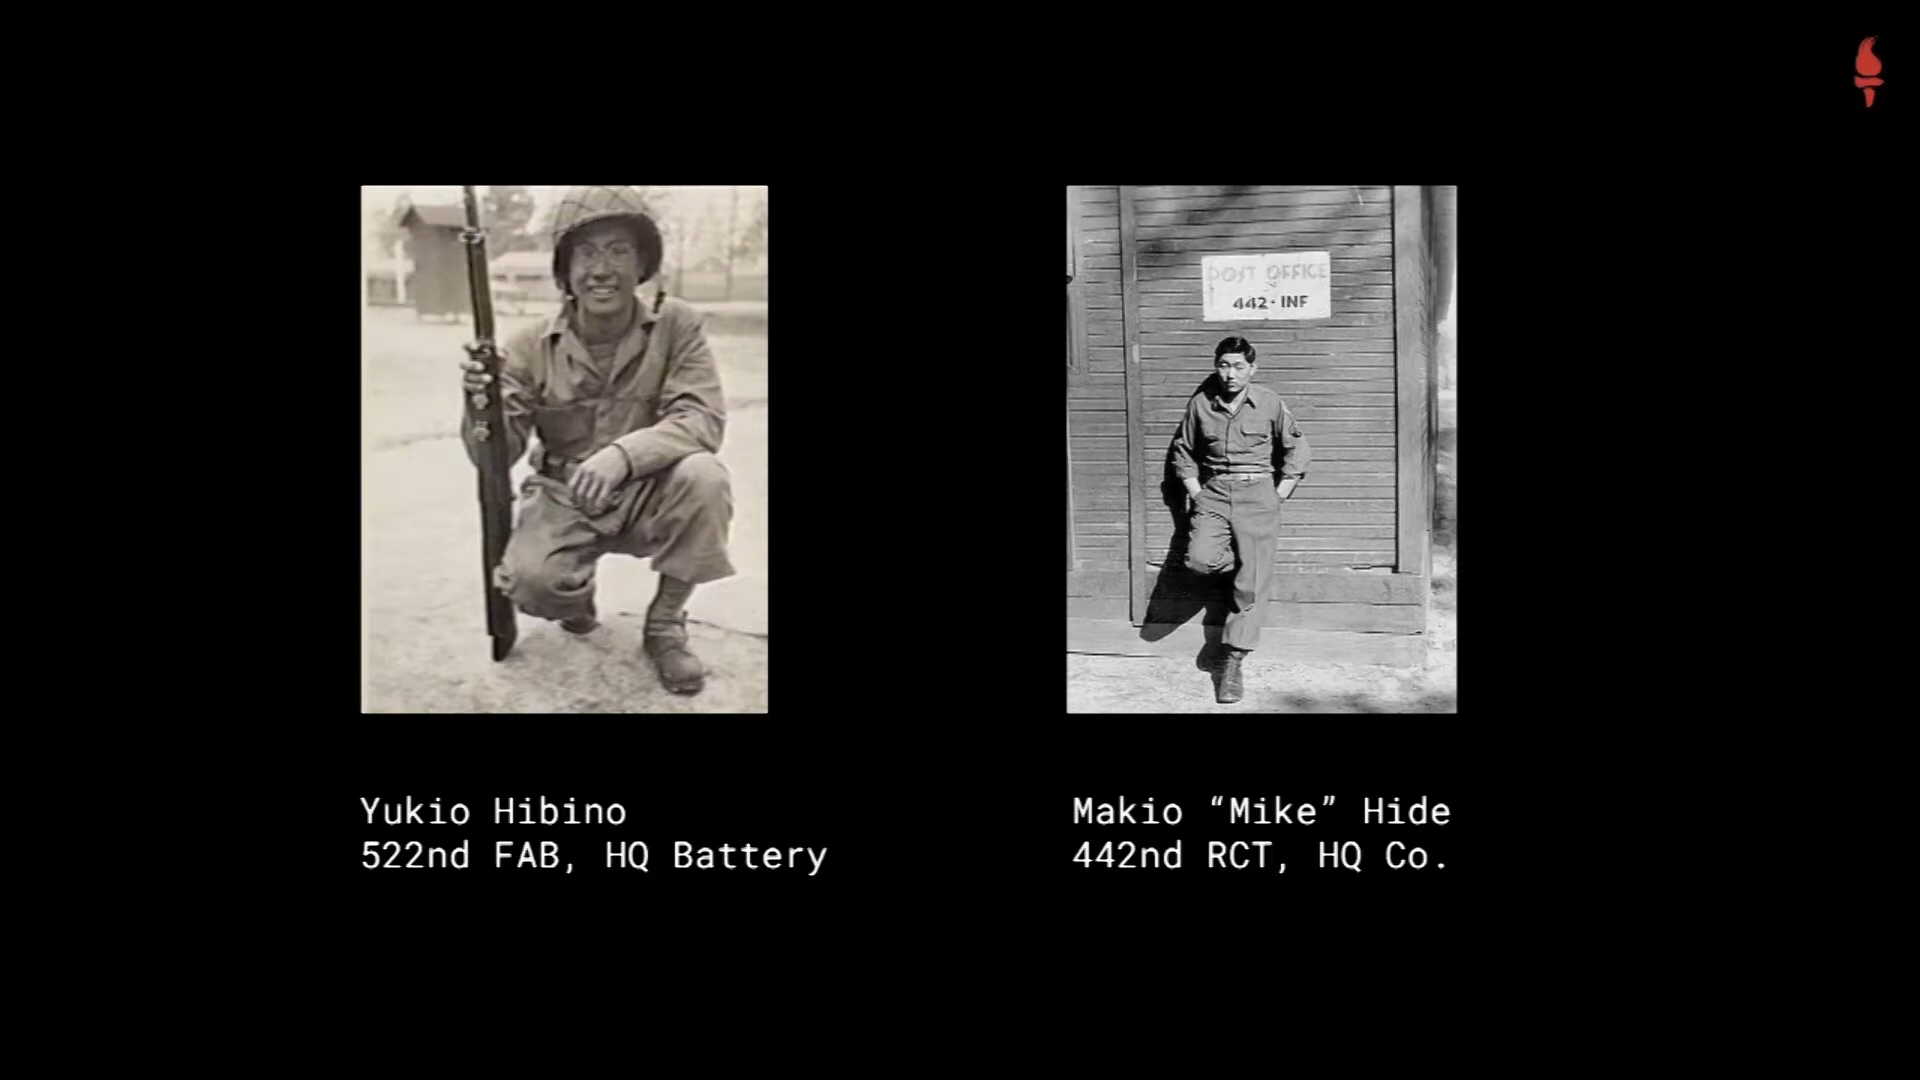 POST OFFICE
442·INF
Yukio Hibino
522nd FAB, HQ Battery
Makio “Mike” Hide
442nd RCT, HQ Co.